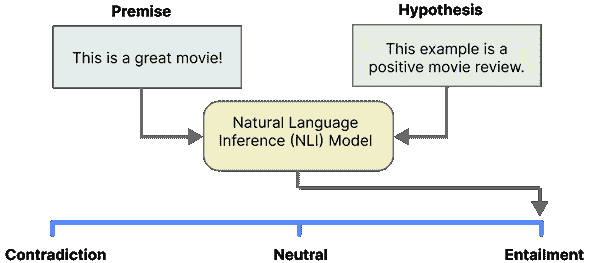 Premise
Hypothesis
This is a great movie!
This example is a
positive movie review.
Natural Language
Inference (NLI) Model
Contradiction
Neutral
Entailment